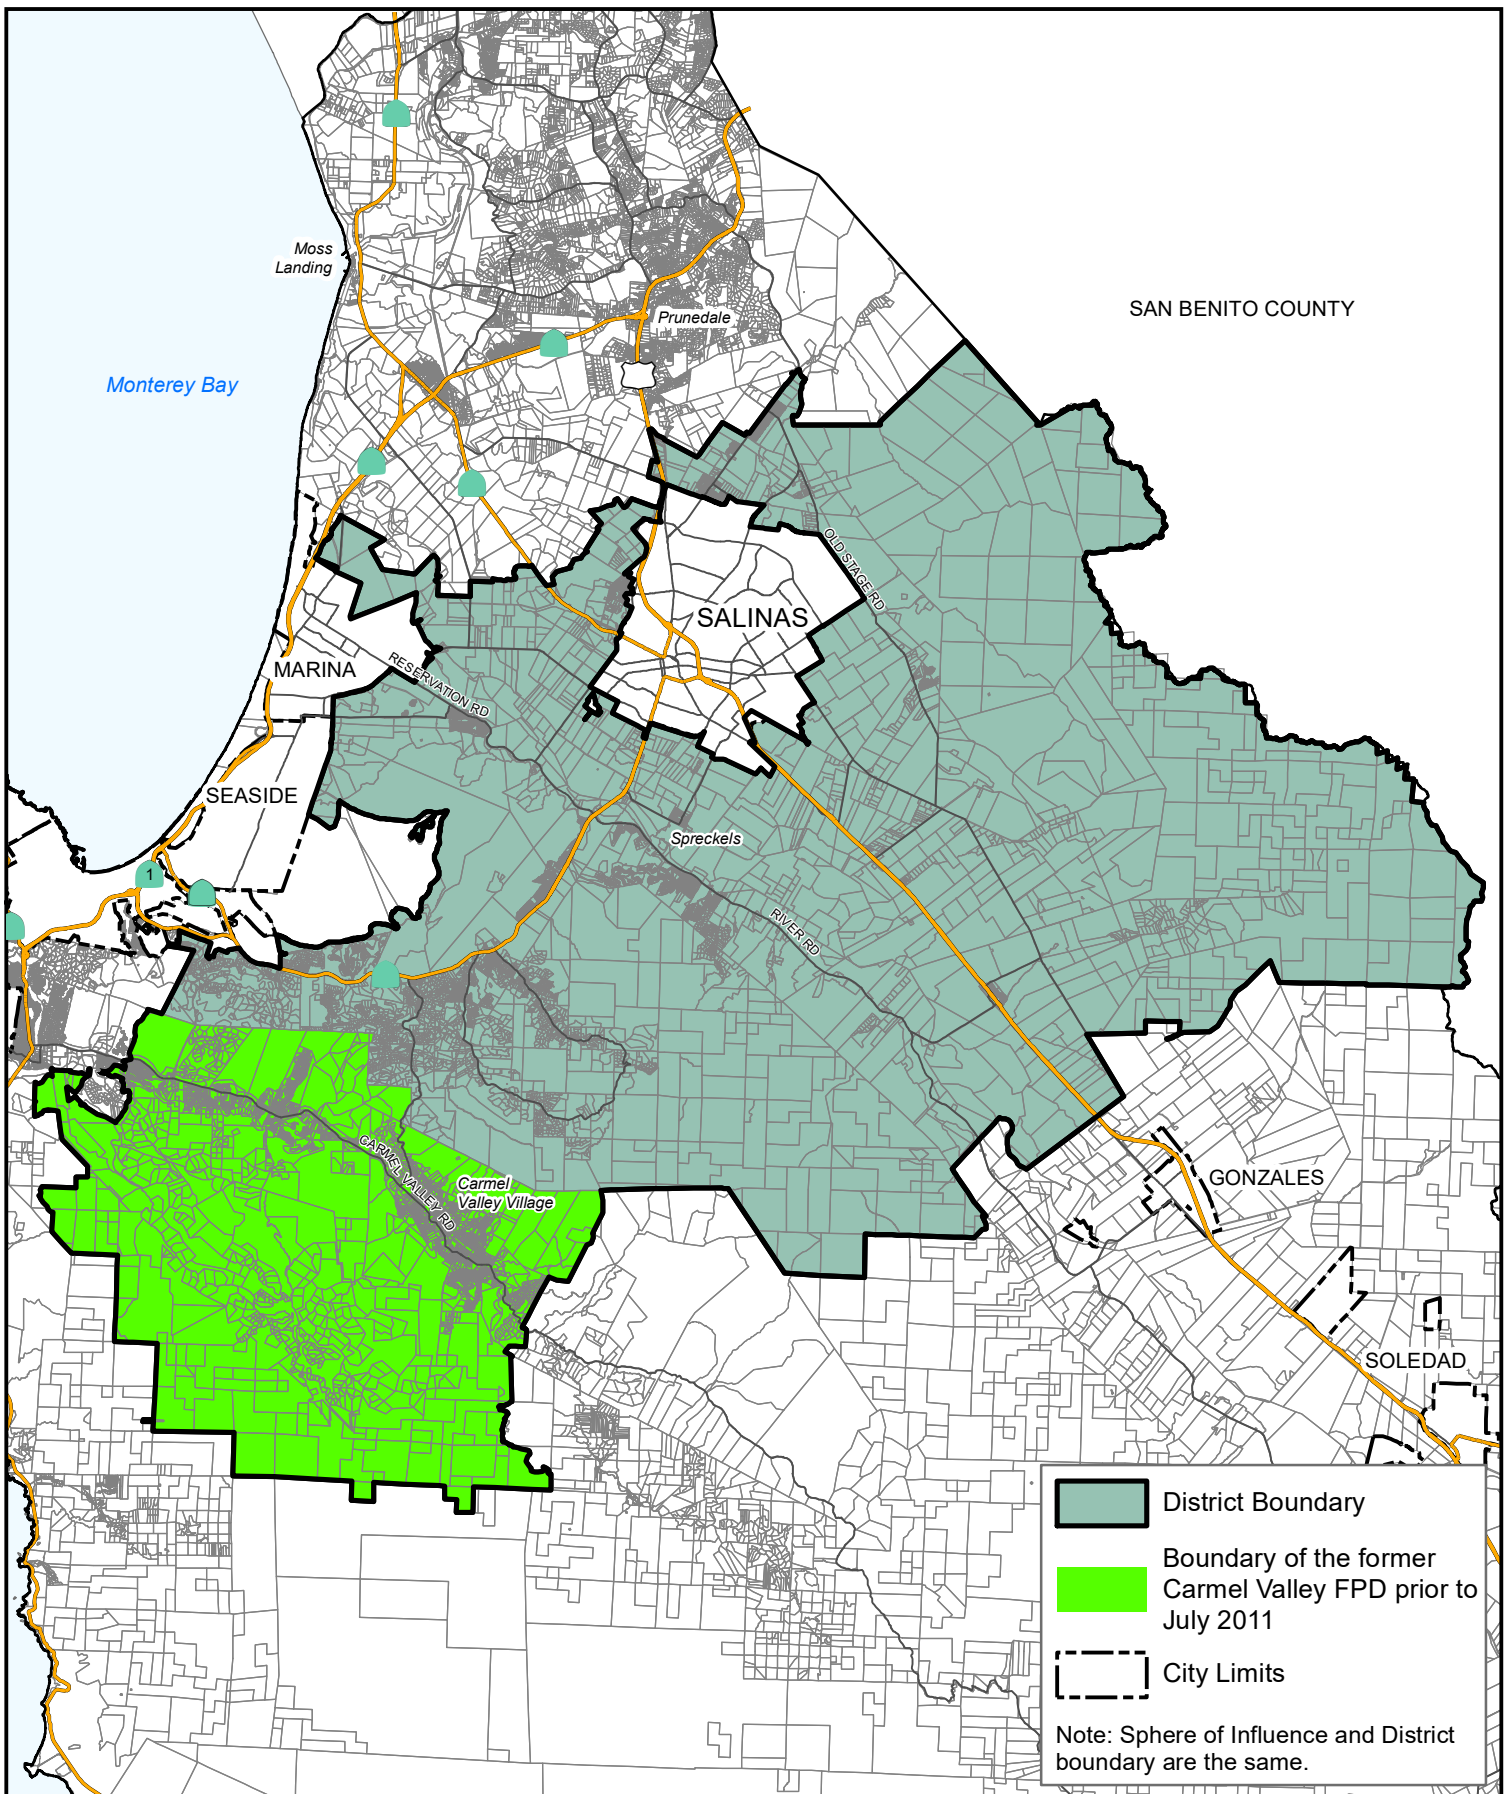 Moss
Landing
SAN BENITO COUNTY
Prunedale
Monterey Bay
OLD STAGE RD
SALINAS
MARINA
RESERVATION RD
SEASIDE
Spreckels
1
RIVER RD
CARMEL VALLEY RD
Carmel
Valley Village
GONZALES
SOLEDAD
District Boundary
Boundary of the former
Carmel Valley FPD prior to
July 2011
City Limits
Note: Sphere of Influence and District
boundary are the same.